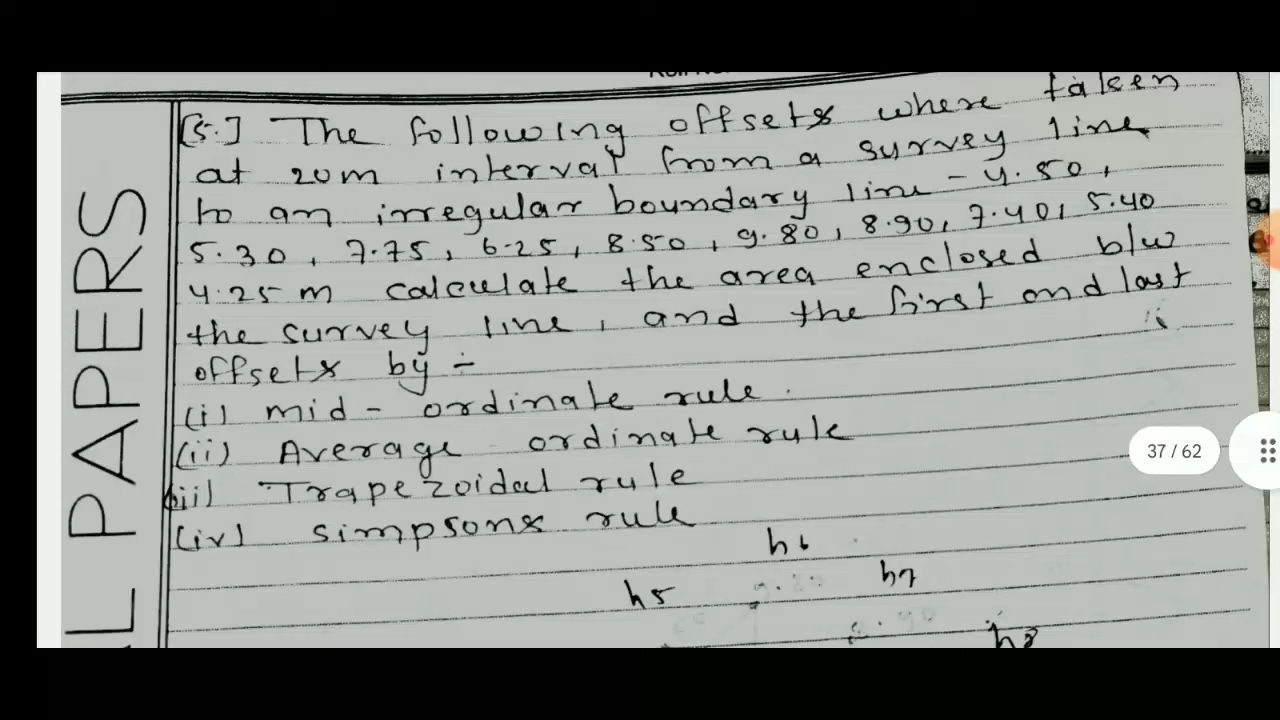 [5.] The following offsets where taken
at 20m interval from a survey line
to an irregular boundary line - 4.50,
5.30, 7.75, 6.25, 8.50, 9.80, 8.90, 7.40, 5.40
4.25 m calculate the area enclosed b/w
the survey line, and the first and last
offsets by ÷
(i) mid - ordinate rule.
(ii) Average ordinate rule
(iii) Trapezoidal rule
(iv) simpsons rule
h6
h5
h7
h8
L PAPERS
37 / 62